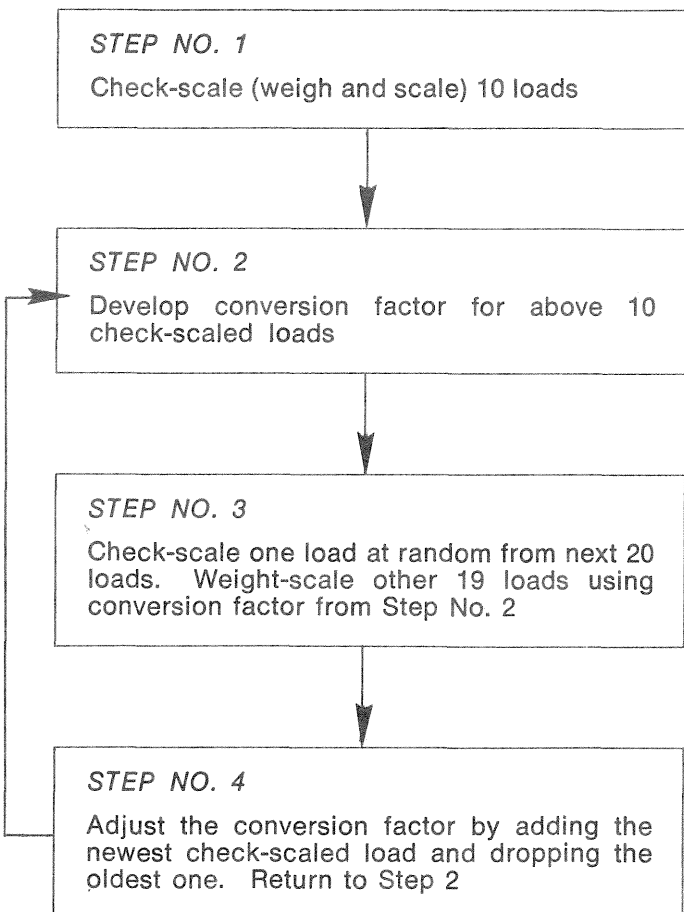 STEP NO. 1
Check-scale (weigh and scale) 10 loads
STEP NO. 2
Develop conversion factor for above 10
check-scaled loads
STEP NO. 3
Check-scale one load at random from next 20
loads. Weight-scale other 19 loads using
conversion factor from Step No. 2
STEP NO. 4
Adjust the conversion factor by adding the
newest check-scaled load and dropping the
oldest one. Return to Step 2